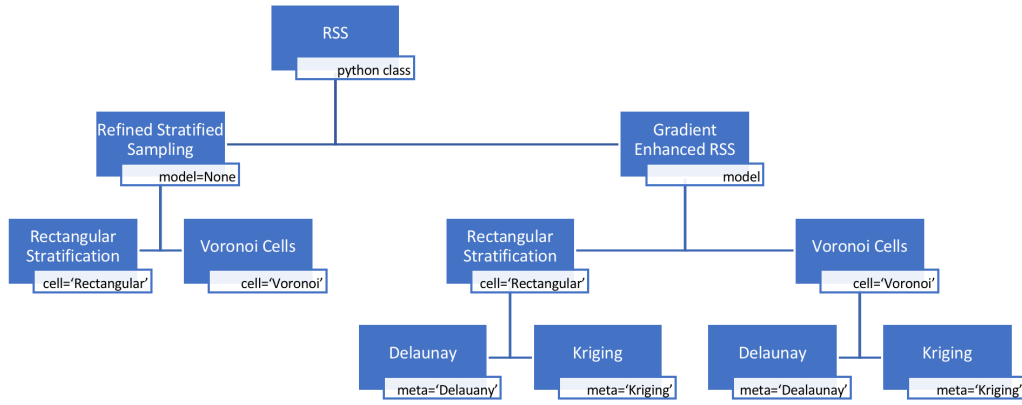 RSS
python class
Refined Stratified
Sampling
model=None
Gradient
Enhanced RSS
model
Rectangular
Stratification
cell=‘Rectangular’
Voronoi Cells
cell=‘Voronoi’
Rectangular
Stratification
cell=‘Rectangular’
Voronoi Cells
cell=‘Voronoi’
Delaunay
meta=‘Delauany’
Kriging
meta=‘Kriging’
Delaunay
meta=‘Dealaunay’
Kriging
meta=‘Kriging’